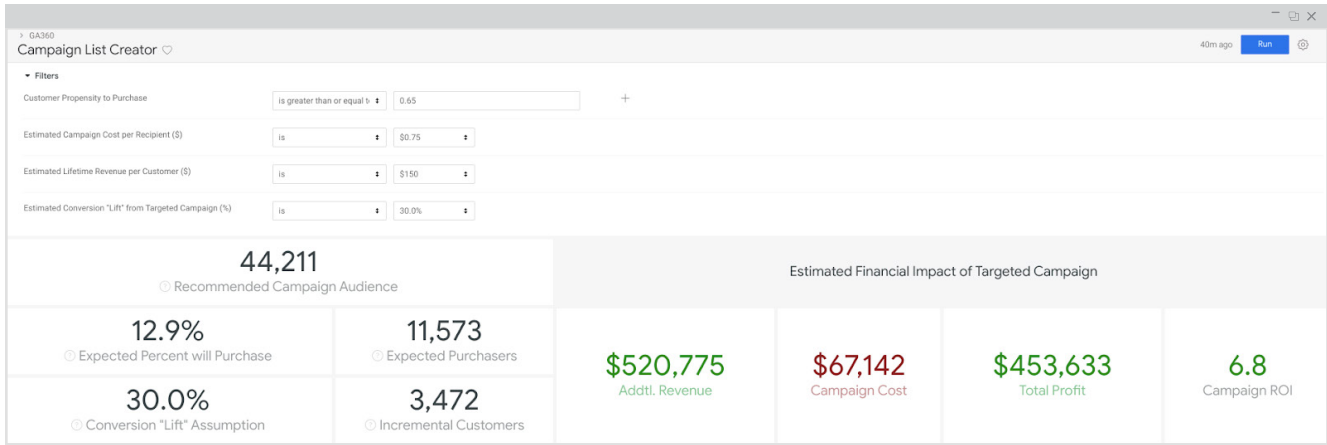 > GA360
Campaign List Creator
40m ago
Run
Filters
Customer Propensity to Purchase
is greater than or equal t
0.65
+
Estimated Campaign Cost per Recipient ($)
is
$0.75
Estimated Lifetime Revenue per Customer ($)
is
$150
Estimated Conversion "Lift" from Targeted Campaign (%)
is
30.0%
44,211
Recommended Campaign Audience
Estimated Financial Impact of Targeted Campaign
12.9%
Expected Percent will Purchase
11,573
Expected Purchasers
30.0%
Conversion "Lift" Assumption
3,472
Incremental Customers
$520,775
Addtl. Revenue
$67,142
Campaign Cost
$453,633
Total Profit
6.8
Campaign ROI